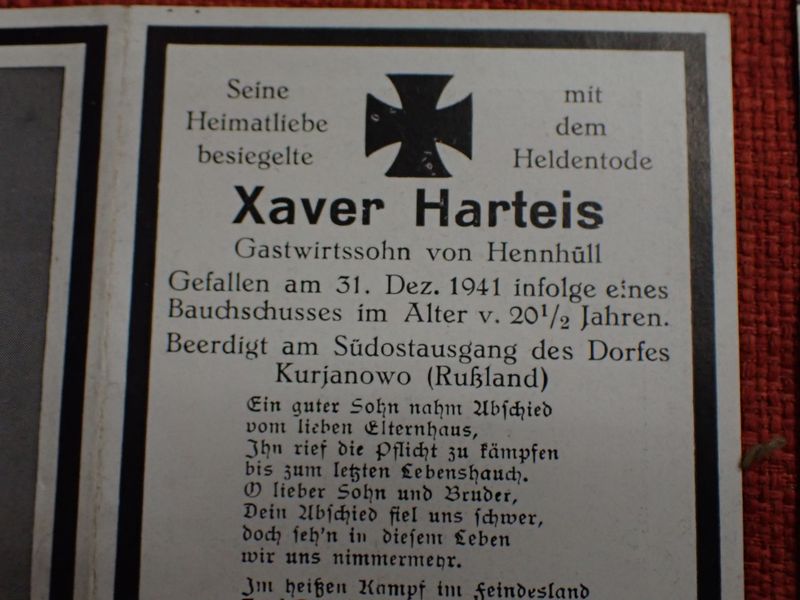 Seine
Heimatliebe
besiegelte
mit
dem
Heldentode
Xaver Harteis
Gastwirtssohn von Hennhüll
Gefallen am 31. Dez. 1941 infolge eines
Bauchschusses im Alter v. 20½ Jahren.
Beerdigt am Südostausgang des Dorfes
Kurjanowo (Rußland)
Ein guter Sohn nahm Abschied
vom lieben Elternhaus,
Ihn rief die Pflicht zu kämpfen
bis zum letzten Lebenshauch.
O lieber Sohn und Bruder,
Dein Abschied fiel uns schwer,
doch seh'n in diesem Leben
wir uns nimmermehr.
Im heißen Kampf im Feindesland